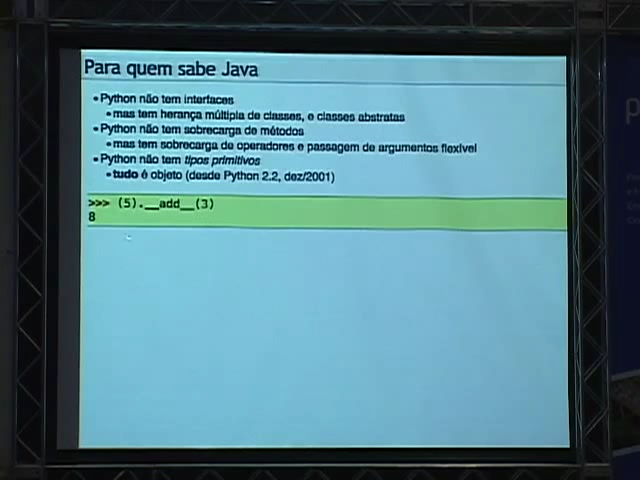 Para quem sabe Java
•Python não tem interfaces
•mas tem herança múltipla de classes, e classes abstratas
•Python não tem sobrecarga de métodos
•mas tem sobrecarga de operadores e passagem de argumentos flexível
•Python não tem tipos primitivos
•tudo é objeto (desde Python 2.2, dez/2001)
>>> (5).__add__(3)
8
p